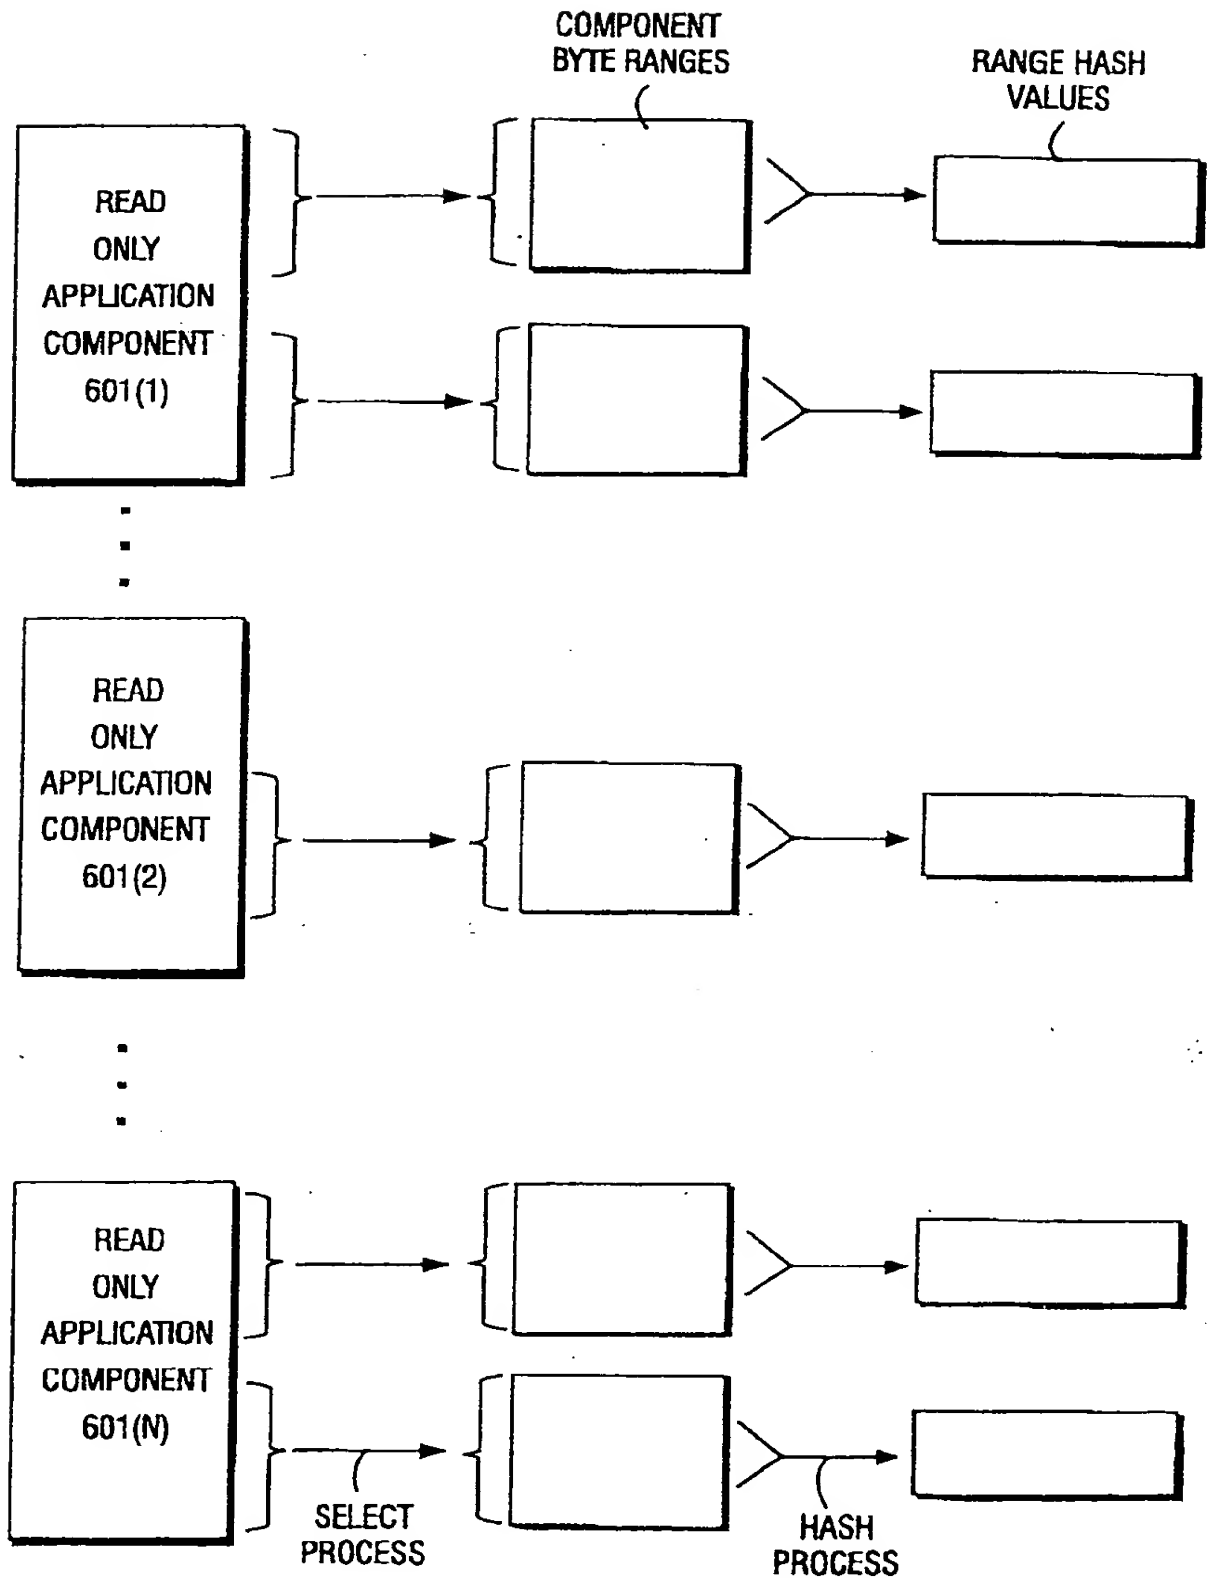 COMPONENT
BYTE RANGES
RANGE HASH
VALUES
READ
ONLY
APPLICATION
COMPONENT
601(1)
READ
ONLY
APPLICATION
COMPONENT
601(2)
READ
ONLY
APPLICATION
COMPONENT
601(N)
SELECT
PROCESS
HASH
PROCESS